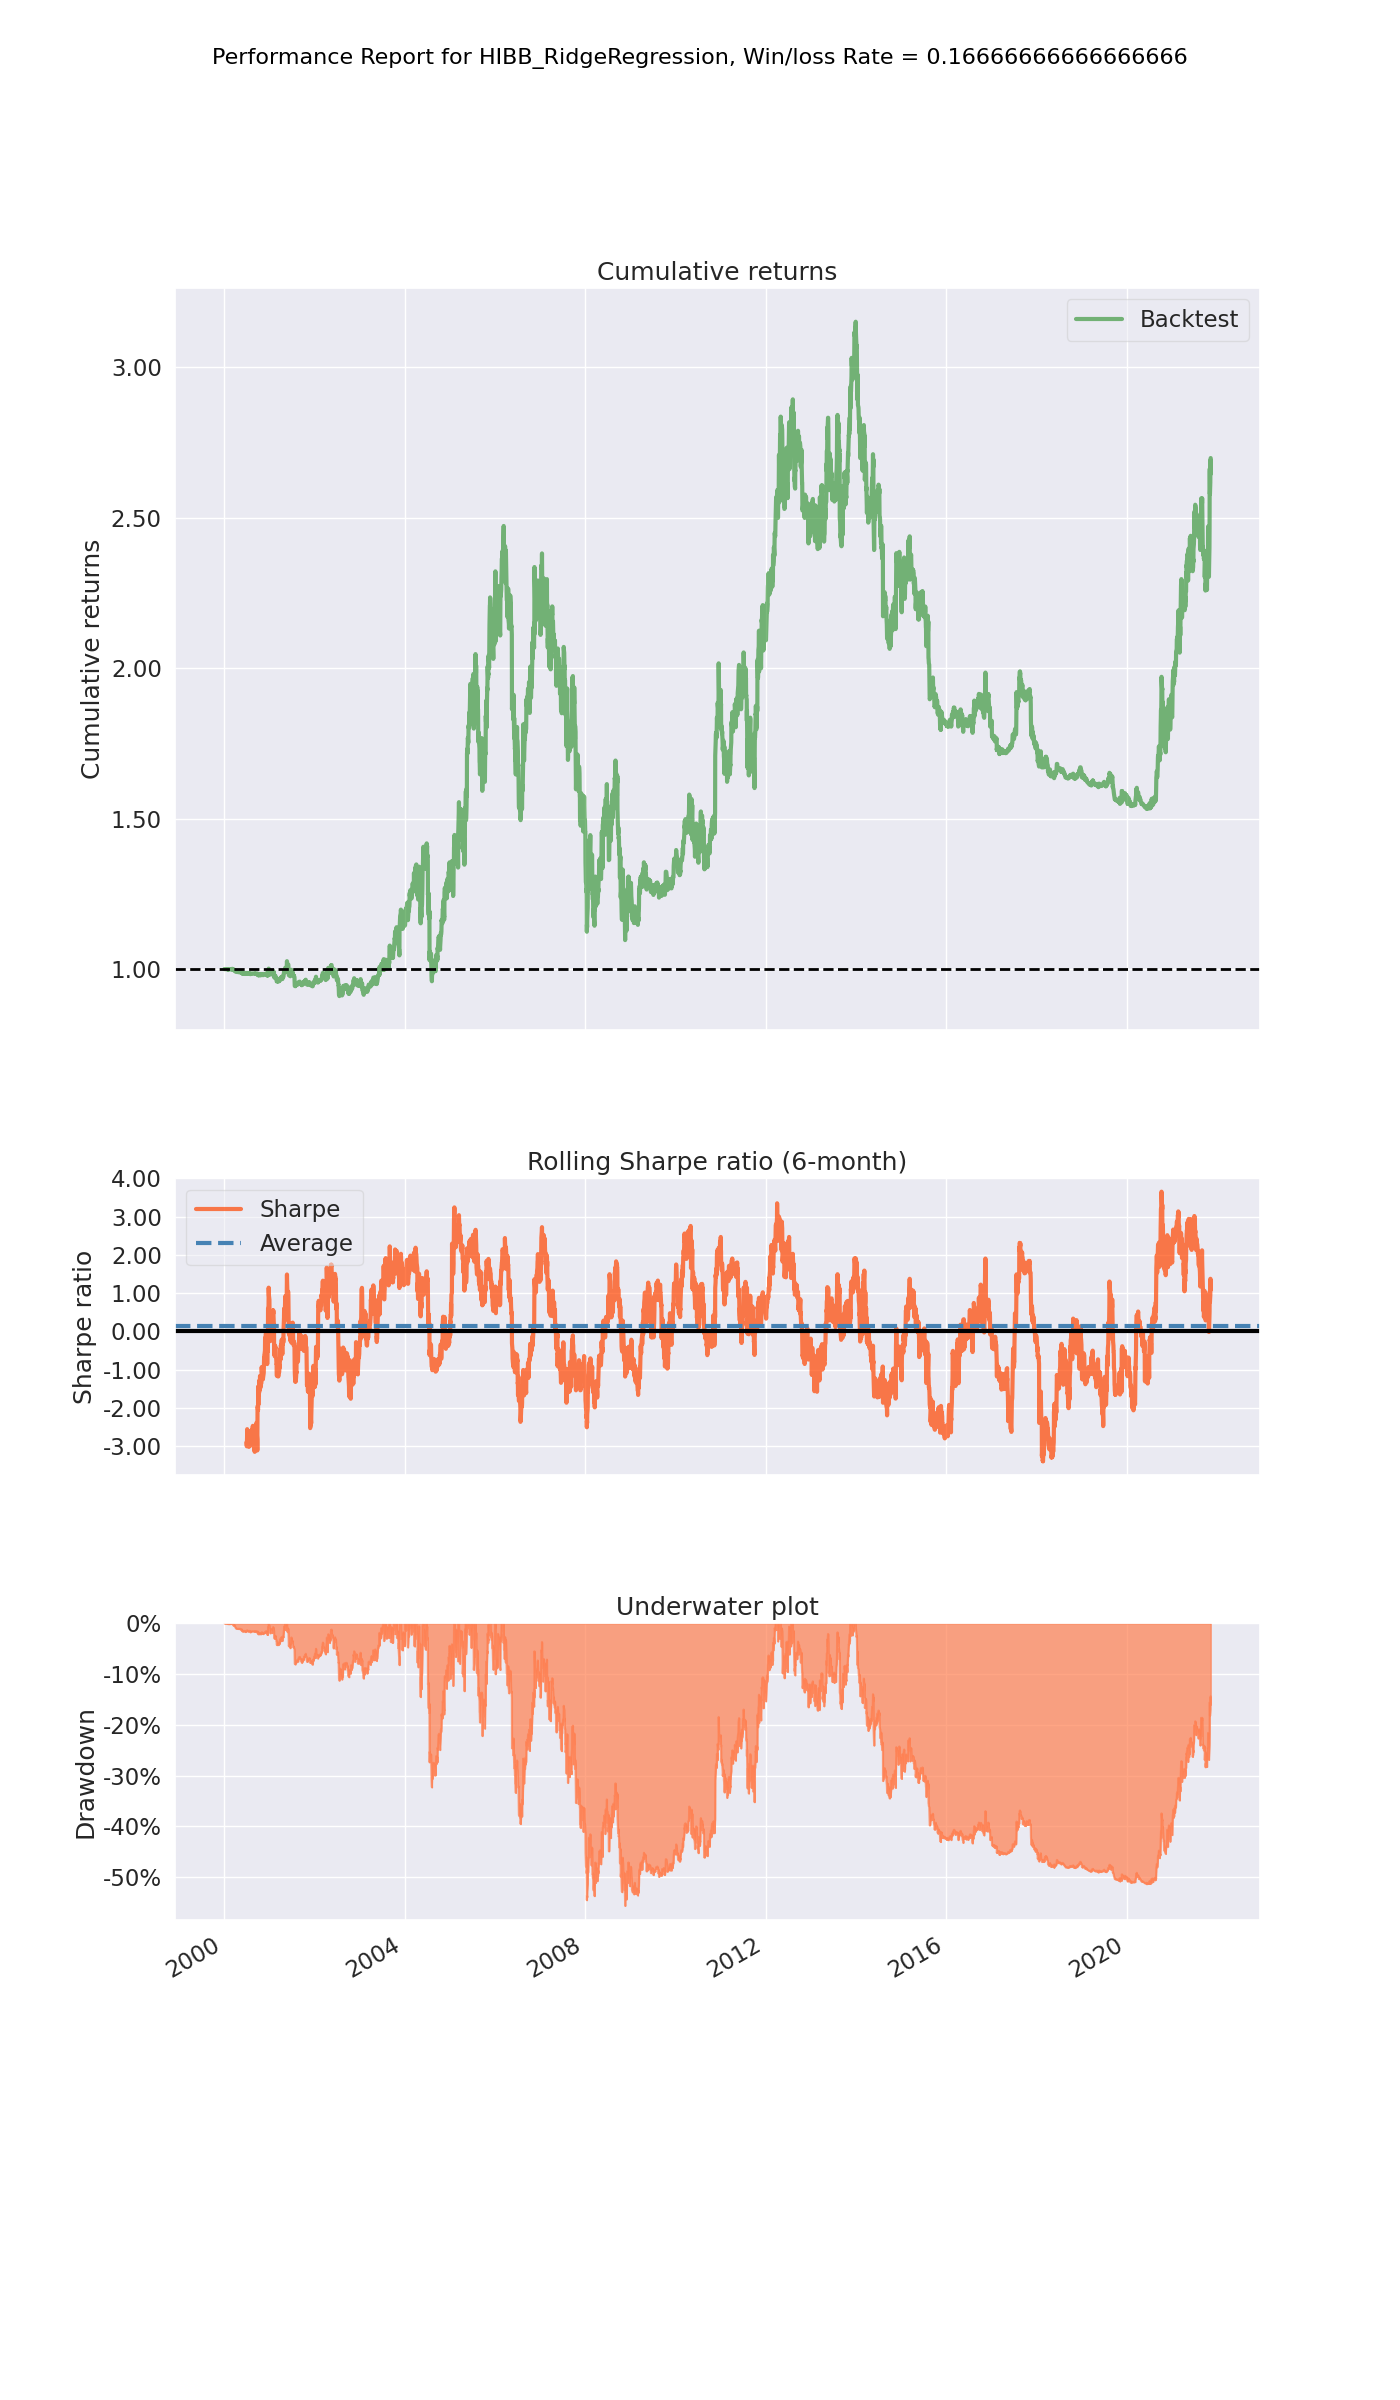 Performance Report for HIBB_RidgeRegression, Win/loss Rate = 0.16666666666666666
Cumulative returns
Backtest
3.00
2.50
2.00
1.50
1.00
Cumulative returns
Rolling Sharpe ratio (6-month)
Sharpe
Average
4.00
3.00
2.00
1.00
0.00
-1.00
-2.00
-3.00
Sharpe ratio
Underwater plot
0%
-10%
-20%
-30%
-40%
-50%
Drawdown
2000
2004
2008
2012
2016
2020